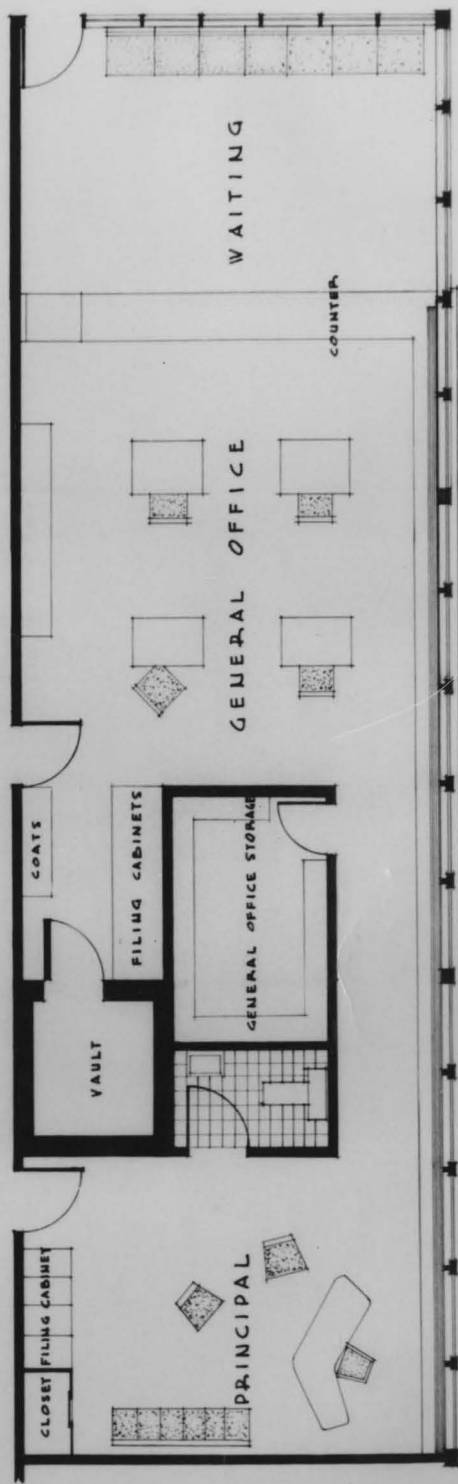 WAITING
COUNTER
GENERAL OFFICE
COATS
FILING CABINETS
GENERAL OFFICE STORAGE
VAULT
PRINCIPAL
CLOSET
FILING CABINET